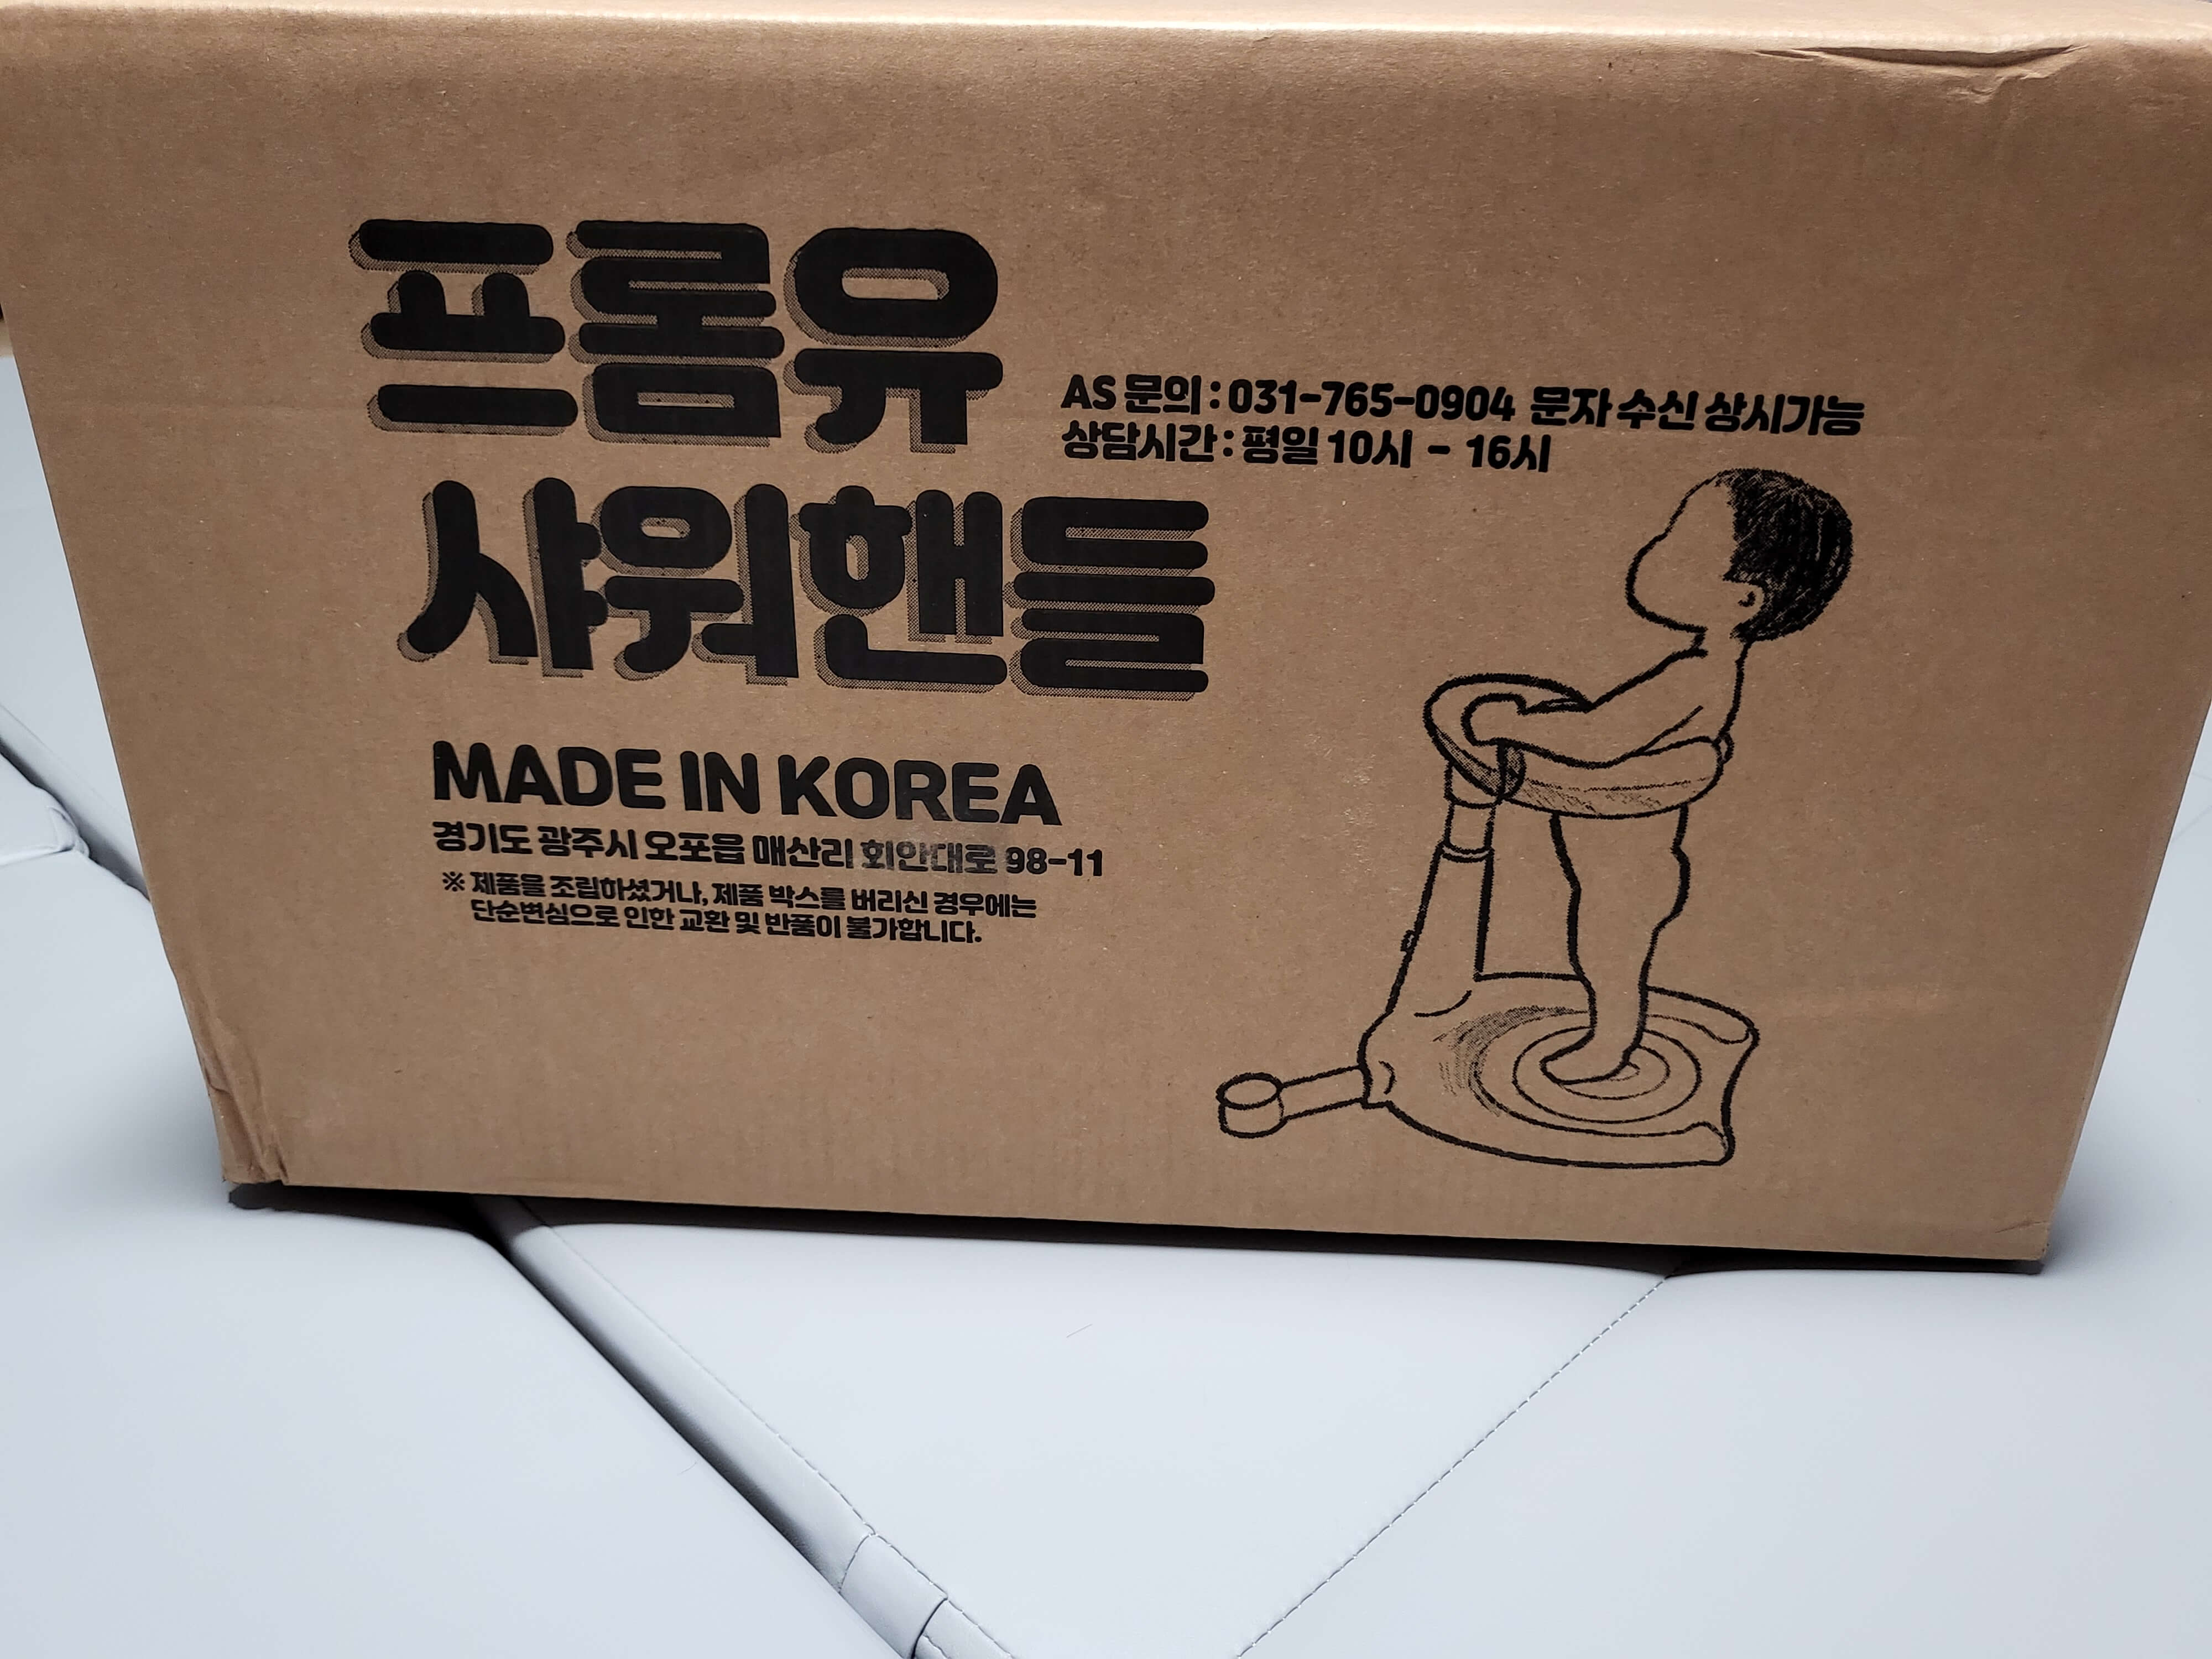 프롬유
샤워핸들
AS 문의 : 031-765-0904 문자 수신 상시가능
상담시간 : 평일 10시 - 16시
MADE IN KOREA
경기도 광주시 오포읍 매산리 회안대로 98-11
※ 제품을 조립하셨거나, 제품 박스를 버리신 경우에는
단순변심으로 인한 교환 및 반품이 불가합니다.